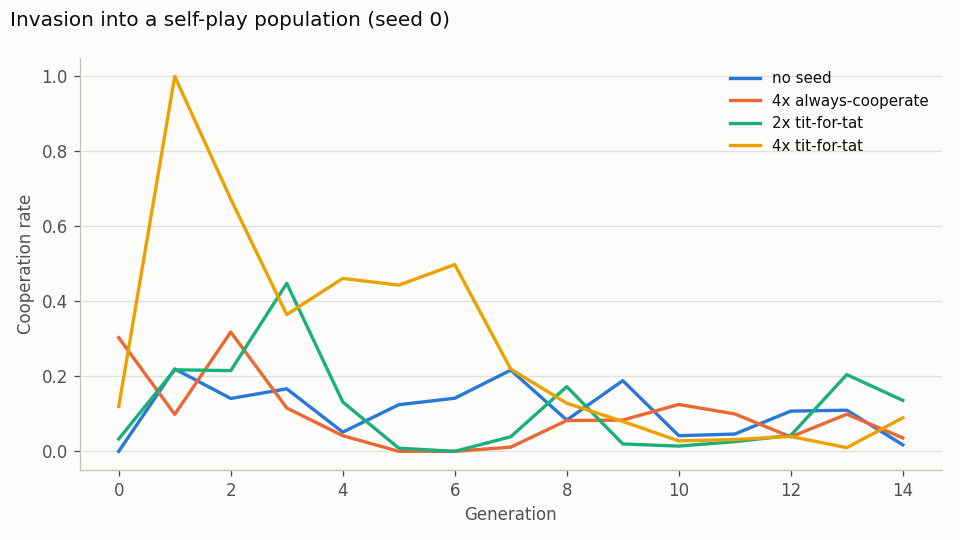 Invasion into a self-play population (seed 0)
no seed
4x always-cooperate
2x tit-for-tat
4x tit-for-tat
Cooperation rate
1.0
0.8
0.6
0.4
0.2
0.0
0 2 4 6 8 10 12 14
Generation